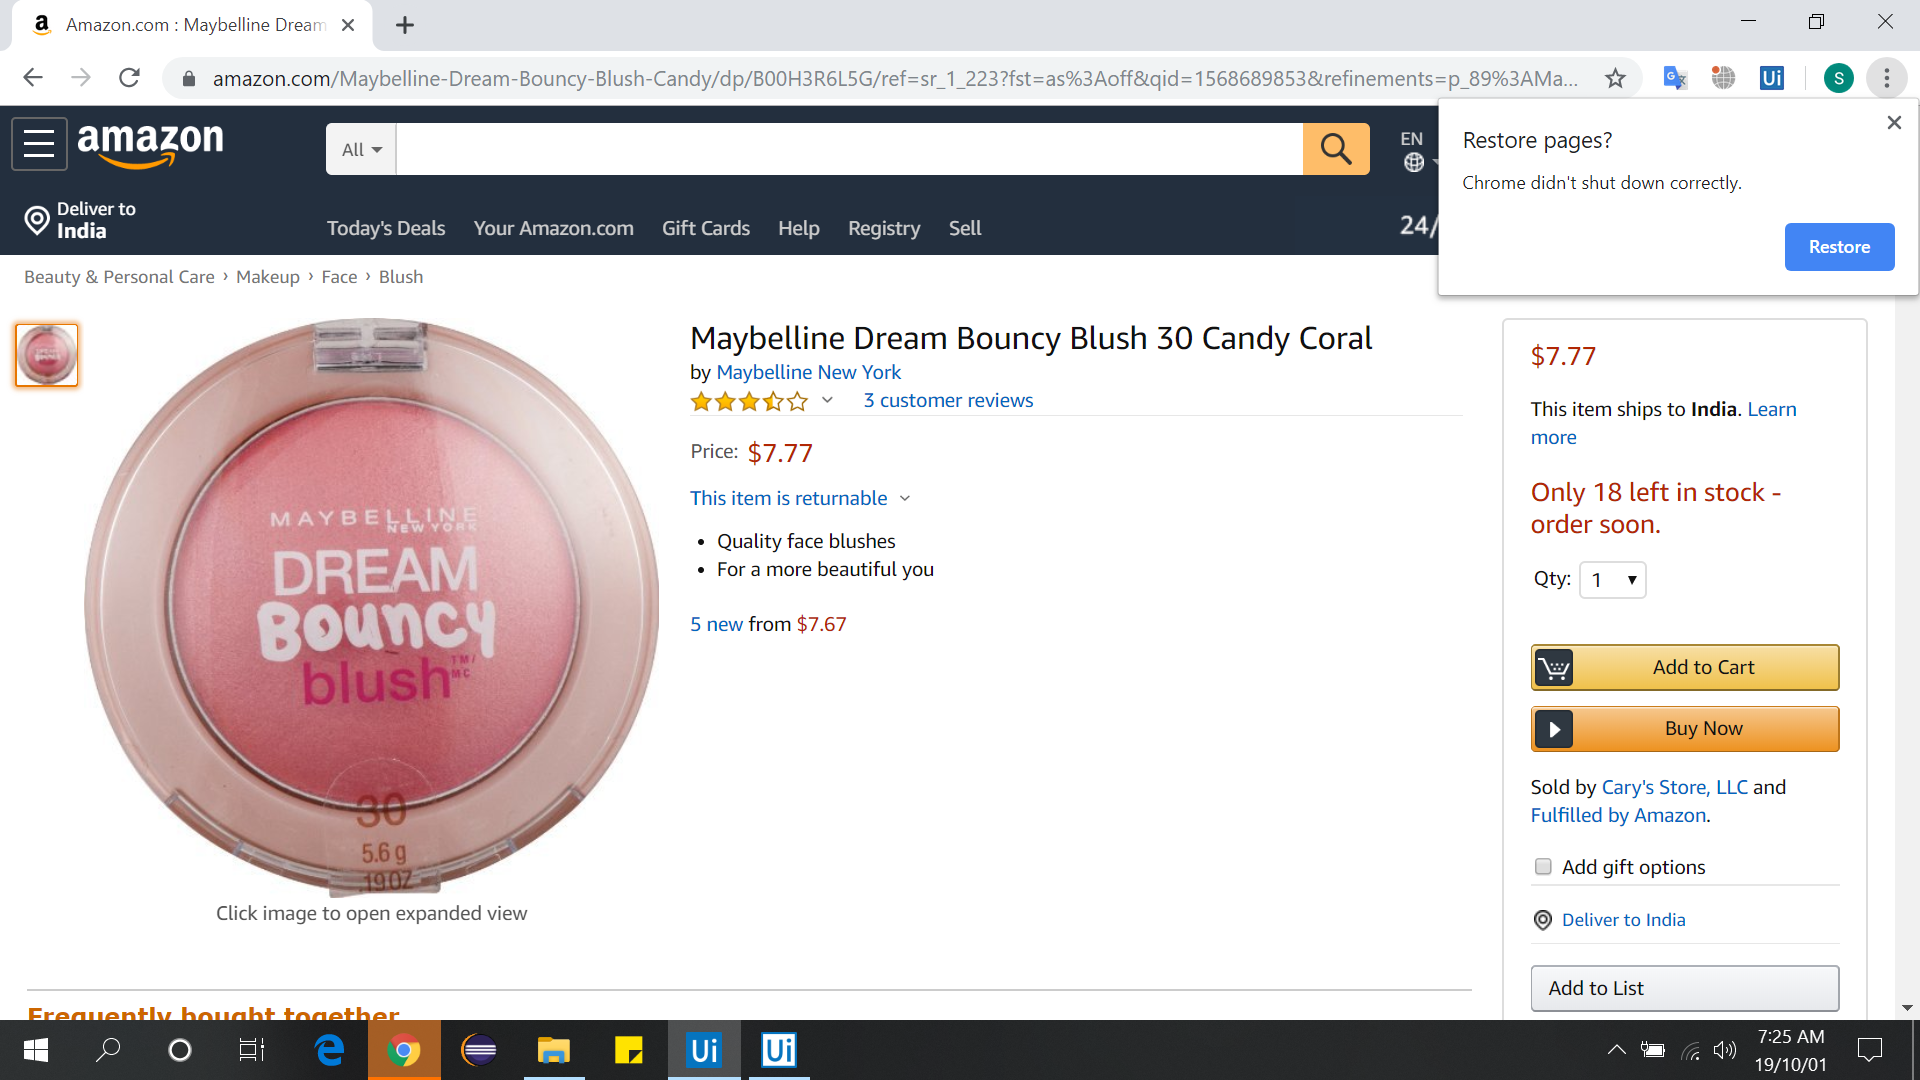 Amazon.com : Maybelline Dream
amazon.com/Maybelline-Dream-Bouncy-Blush-Candy/dp/B00H3R6L5G/ref=sr_1_223?fst=as%3Aoff&qid=1568689853&refinements=p_89%3AMa...
Ui
S
amazon
All
EN
Restore pages?
Chrome didn't shut down correctly.
Restore
Deliver to
India
Today's Deals
Your Amazon.com
Gift Cards
Help
Registry
Sell
24/
Beauty & Personal Care › Makeup › Face › Blush
MAYBELLINE
NEW YORK
DREAM
BOUNCY
blush TM/MC
30
5.6 g
.19 OZ
Click image to open expanded view
Maybelline Dream Bouncy Blush 30 Candy Coral
by Maybelline New York
3 customer reviews
Price: $7.77
This item is returnable
• Quality face blushes
• For a more beautiful you
5 new from $7.67
$7.77
This item ships to India. Learn
more
Only 18 left in stock -
order soon.
Qty: 1
Add to Cart
Buy Now
Sold by Cary's Store, LLC and
Fulfilled by Amazon.
Add gift options
Deliver to India
Add to List
Frequently bought together
Ui
Ui
7:25 AM
19/10/01